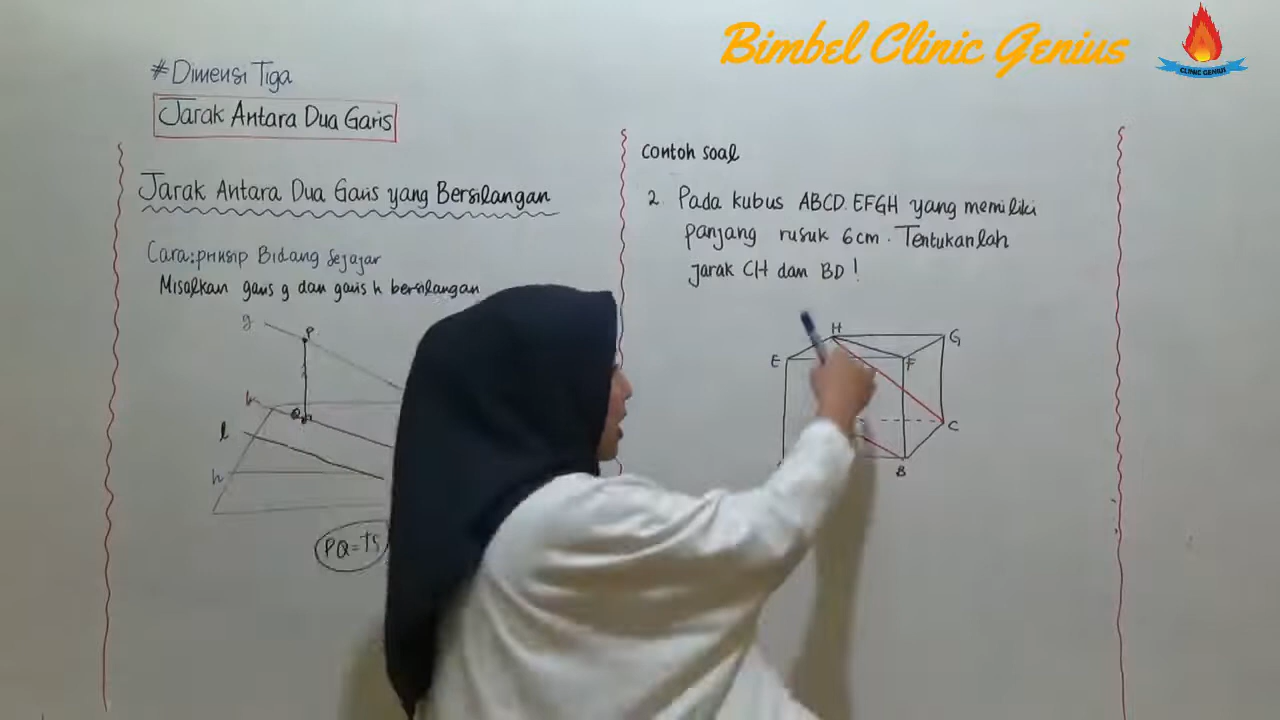 Bimbel Clinic Genius
CLINIC GENIUS
# Dimensi Tiga
Jarak Antara Dua Garis
Jarak Antara Dua Garis yang Bersilangan
Cara: prinsip Bidang Sejajar
Misalkan garis g dan garis h bersilangan
g
P
h
Q
l
h
PQ =
Contoh soal
2. Pada kubus ABCD.EFGH yang memiliki
panjang rusuk 6cm. Tentukanlah
jarak CH dan BD!
H
G
E
F
C
B